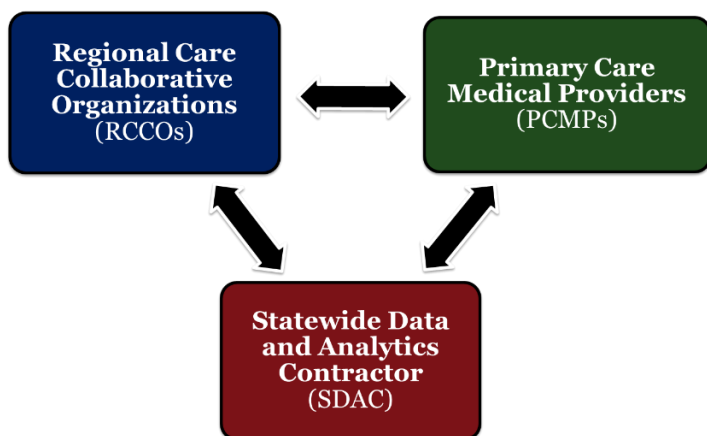 Regional Care
Collaborative
Organizations
(RCCOs)
Primary Care
Medical Providers
(PCMPs)
Statewide Data
and Analytics
Contractor
(SDAC)